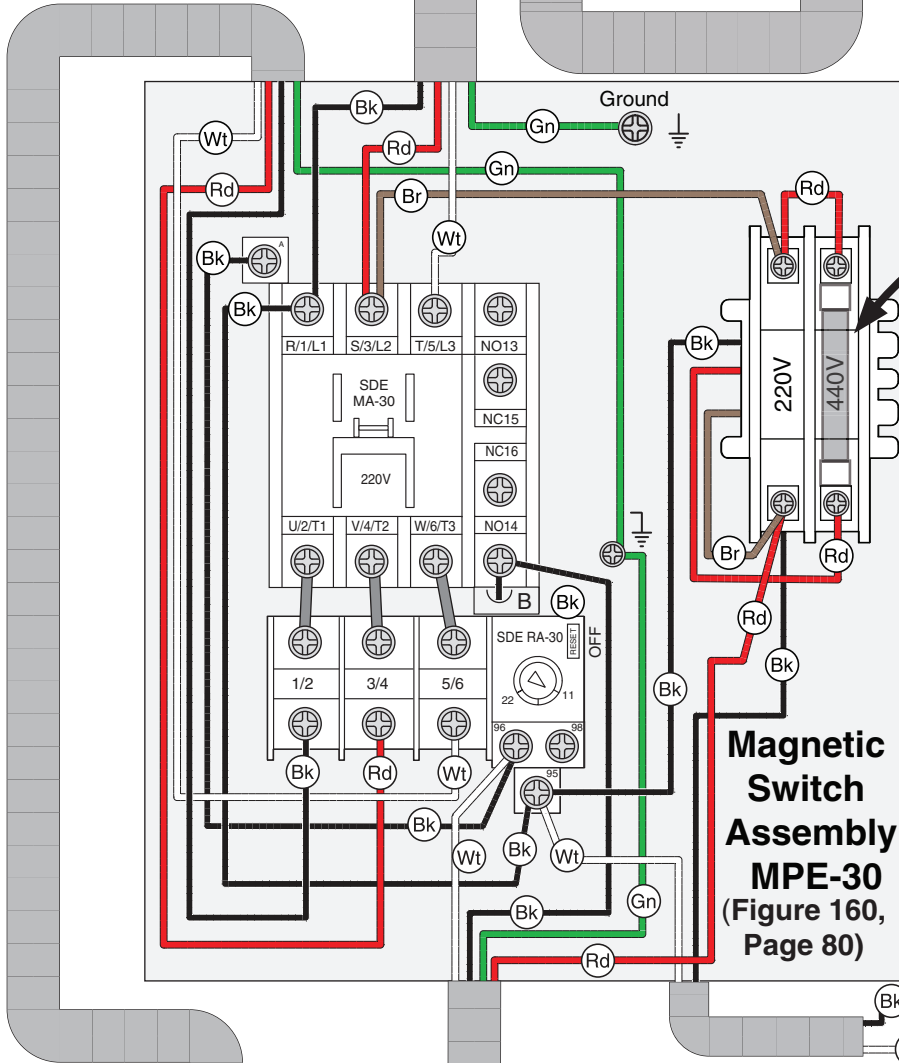 Ground
Bk
Gn
Wt
Rd
Gn
Rd
Br
Rd
Wt
A
Bk
Bk
R/1/L1 S/3/L2 T/5/L3 NO13
Bk
SDE
MA-30
220V
440V
NC15
NC16
220V
U/2/T1 V/4/T2 W/6/T3 NO14
Br
Rd
B
Bk
Rd
SDE RA-30
RESET
OFF
1/2 3/4 5/6
22
11
Bk
Bk
96
98
Bk
Rd
Wt
95
Magnetic
Switch
Assembly
MPE-30
(Figure 160,
Page 80)
Bk
Wt
Bk
Wt
Gn
Bk
Rd
Bk